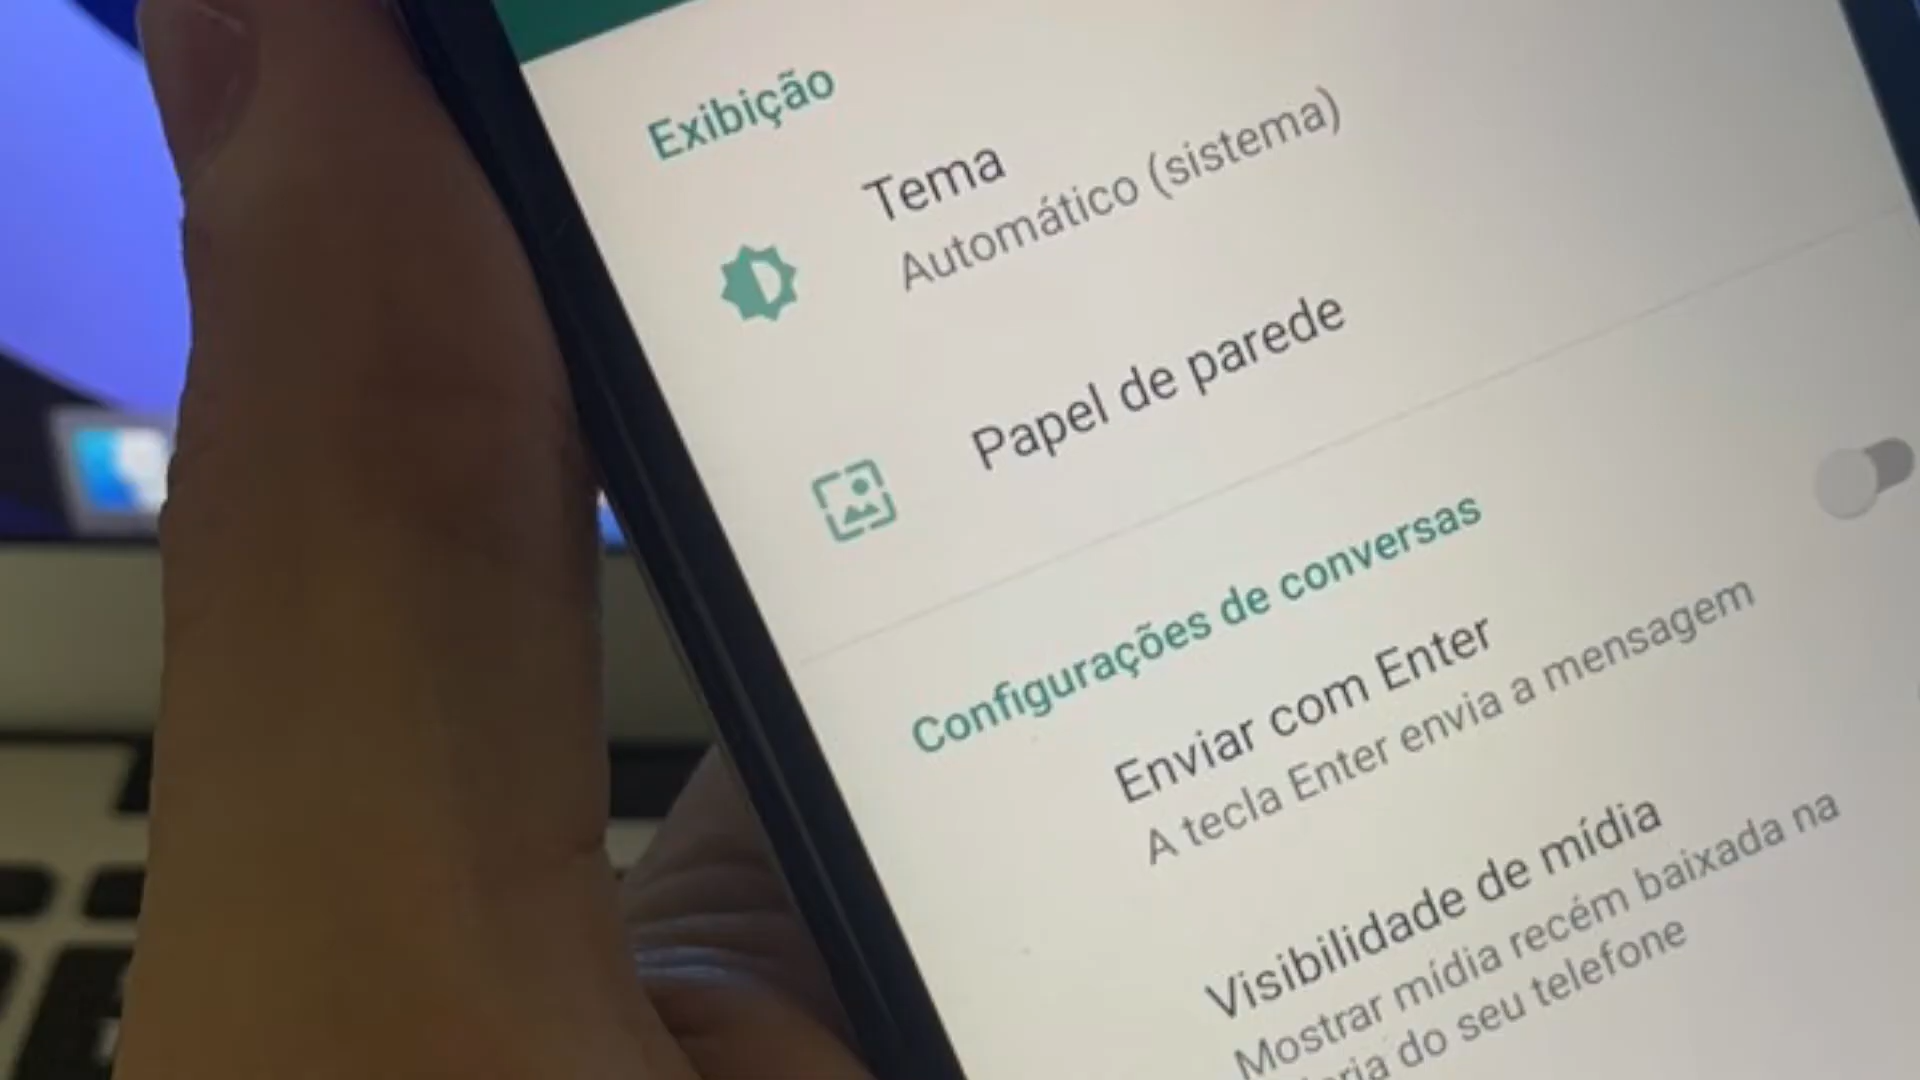 Exibição
Tema
Automático (sistema)
Papel de parede
Configurações de conversas
Enviar com Enter
A tecla Enter envia a mensagem
Visibilidade de mídia
Mostrar mídia recém baixada na
do seu telefone